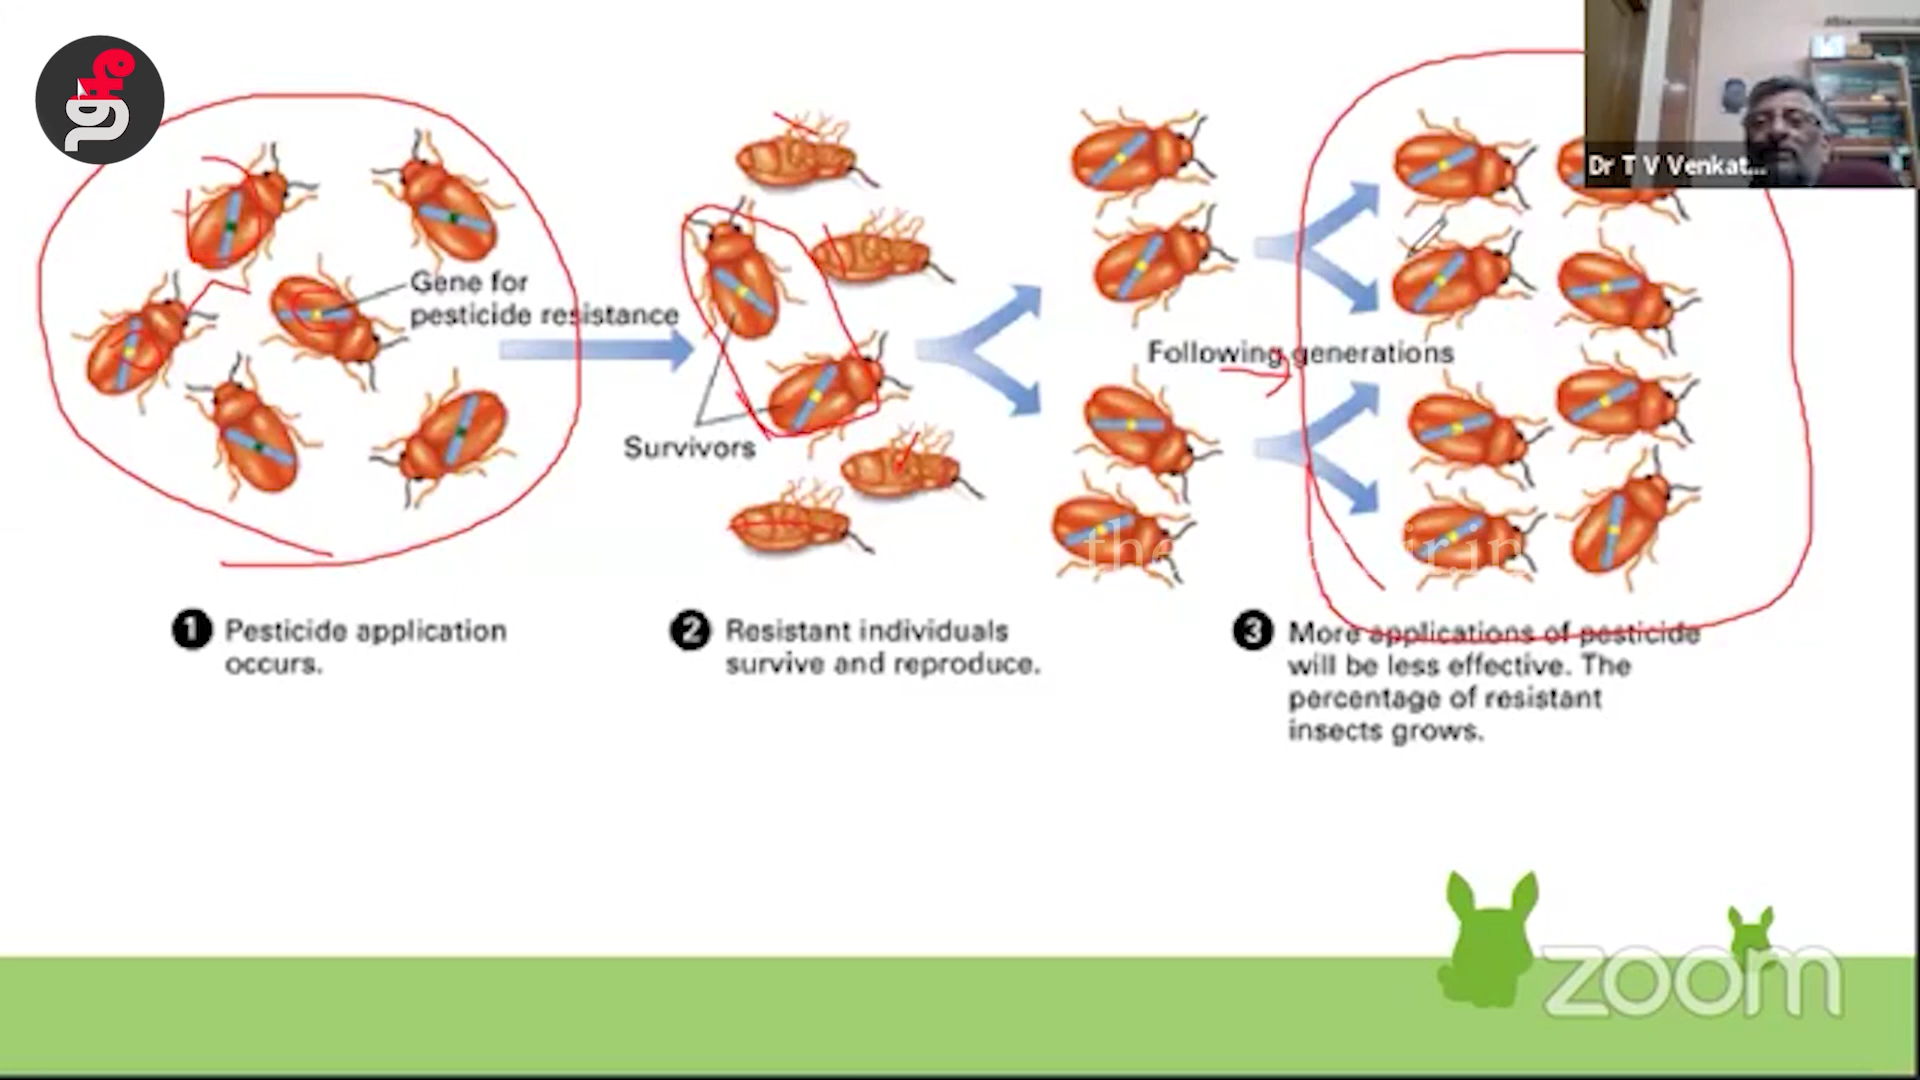 Dr T V Venkat...
Gene for
pesticide resistance
Following generations
Survivors
1 Pesticide application
occurs.
2 Resistant individuals
survive and reproduce.
3 More applications of pesticide
will be less effective. The
percentage of resistant
insects grows.
zoom